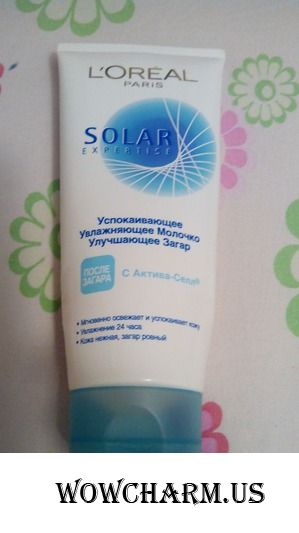 L'ORÉAL
PARIS
SOLAR
EXPERTISE
Успокаивающее
Увлажняющее Молочко
Улучшающее Загар
ПОСЛЕ
ЗАГАРА
С Актива-Селл®
• Мгновенно освежает и успокаивает кожу
• Увлажнение 24 часа
• Кожа нежная, загар ровный
WOWCHARM.US